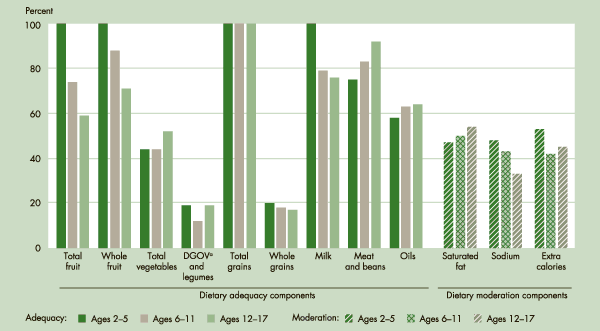 Percent
100
80
60
40
20
0
Total fruit
Whole fruit
Total vegetables
DGOVᵃ and legumes
Total grains
Whole grains
Milk
Meat and beans
Oils
Saturated fat
Sodium
Extra calories
Dietary adequacy components
Dietary moderation components
Adequacy: Ages 2–5 Ages 6–11 Ages 12–17 Moderation: Ages 2–5 Ages 6–11 Ages 12–17